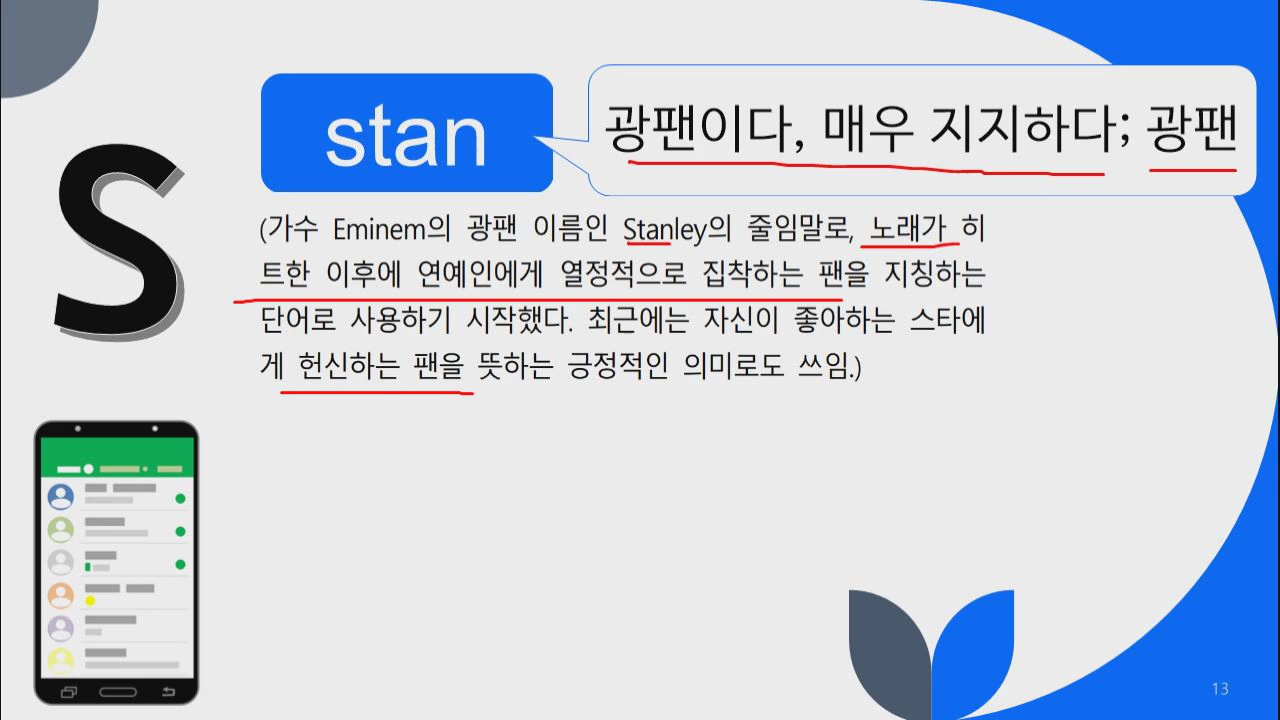 S
stan
광팬이다, 매우 지지하다; 광팬
(가수 Eminem의 광팬 이름인 Stanley의 줄임말로, 노래가 히
트한 이후에 연예인에게 열정적으로 집착하는 팬을 지칭하는
단어로 사용하기 시작했다. 최근에는 자신이 좋아하는 스타에
게 헌신하는 팬을 뜻하는 긍정적인 의미로도 쓰임.)
13